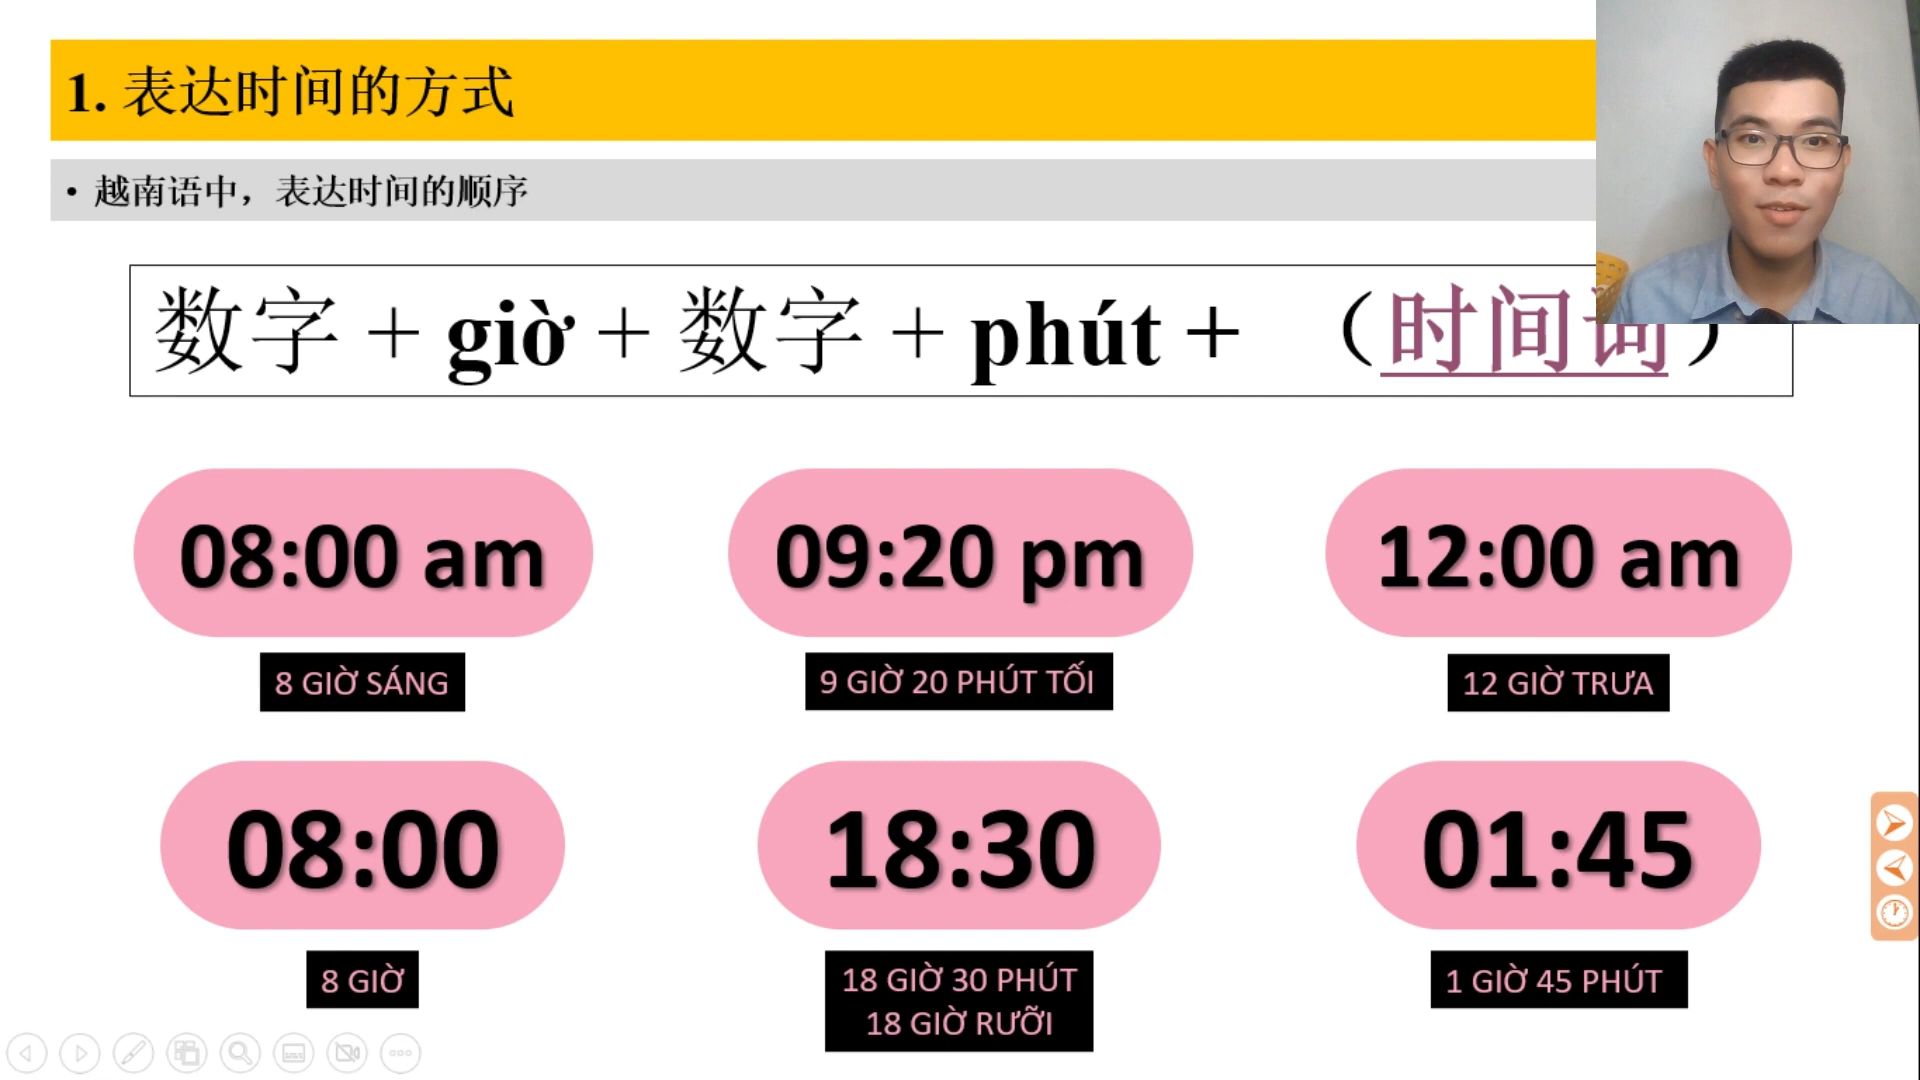 1. 表达时间的方式
• 越南语中，表达时间的顺序
数字 + giờ + 数字 + phút + （时间词）
08:00 am
09:20 pm
12:00 am
8 GIỜ SÁNG
9 GIỜ 20 PHÚT TỐI
12 GIỜ TRƯA
08:00
18:30
01:45
8 GIỜ
18 GIỜ 30 PHÚT
18 GIỜ RƯỠI
1 GIỜ 45 PHÚT